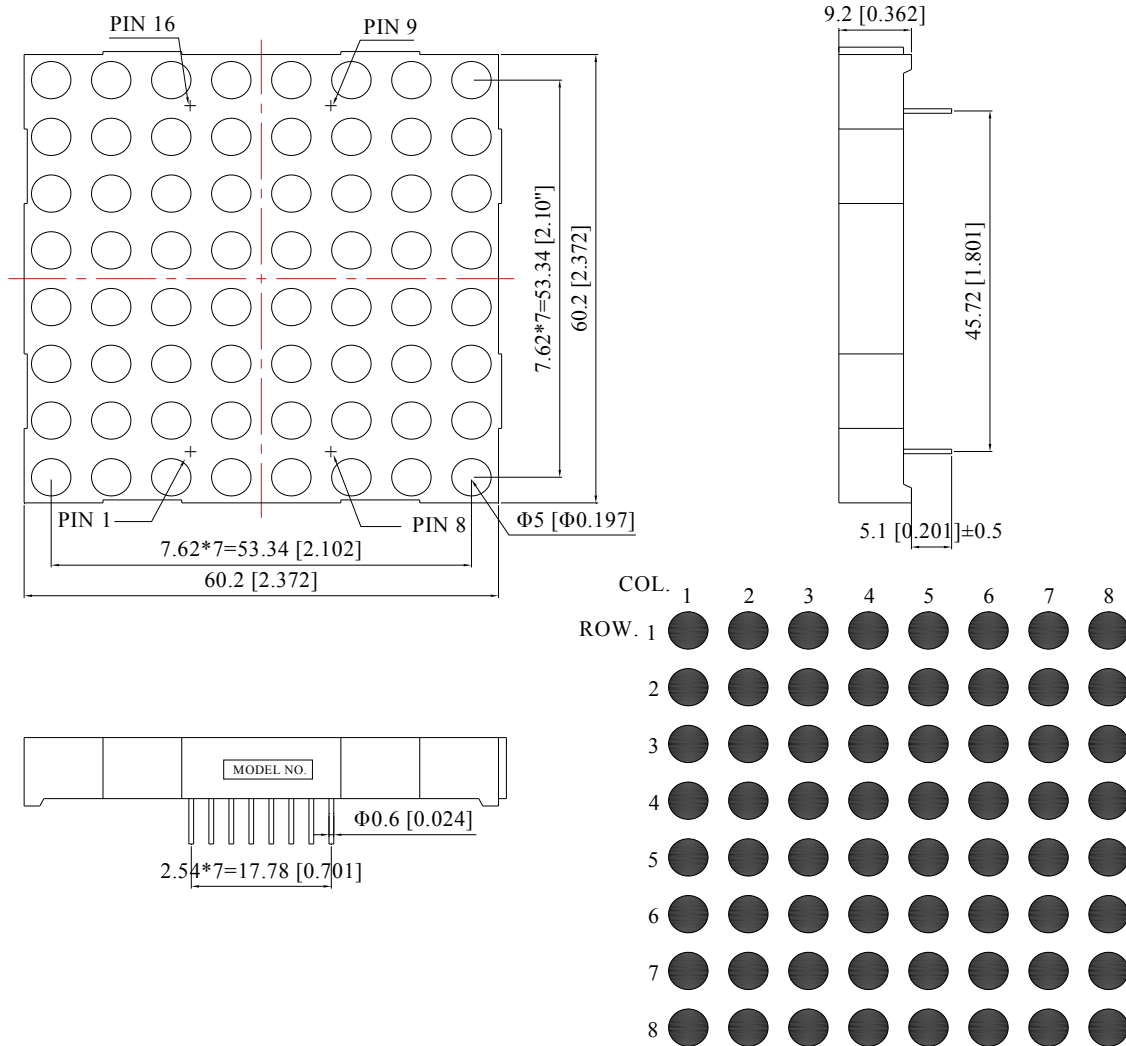 PIN 16
PIN 9
7.62*7=53.34 [2.10"]
60.2 [2.372]
PIN 1
PIN 8
Φ5 [Φ0.197]
7.62*7=53.34 [2.102]
60.2 [2.372]
9.2 [0.362]
45.72 [1.801]
5.1 [0.201]±0.5
MODEL NO.
Φ0.6 [0.024]
2.54*7=17.78 [0.701]
COL. 1 2 3 4 5 6 7 8
ROW. 1
2
3
4
5
6
7
8